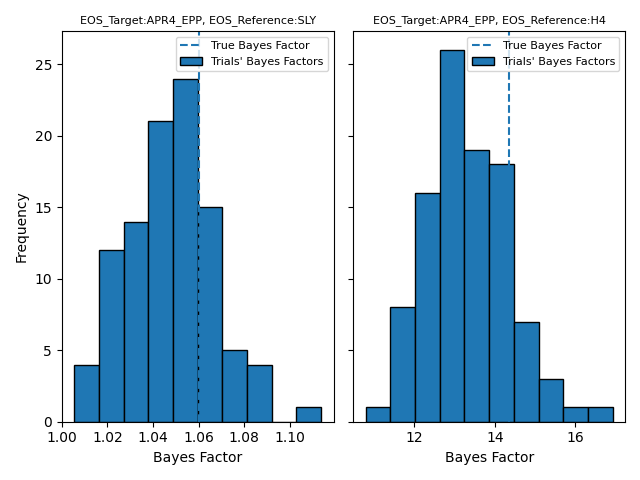 EOS_Target:APR4_EPP, EOS_Reference:SLY
True Bayes Factor
Trials' Bayes Factors
Frequency
25
20
15
10
5
0
1.00 1.02 1.04 1.06 1.08 1.10
Bayes Factor
EOS_Target:APR4_EPP, EOS_Reference:H4
True Bayes Factor
Trials' Bayes Factors
12 14 16
Bayes Factor